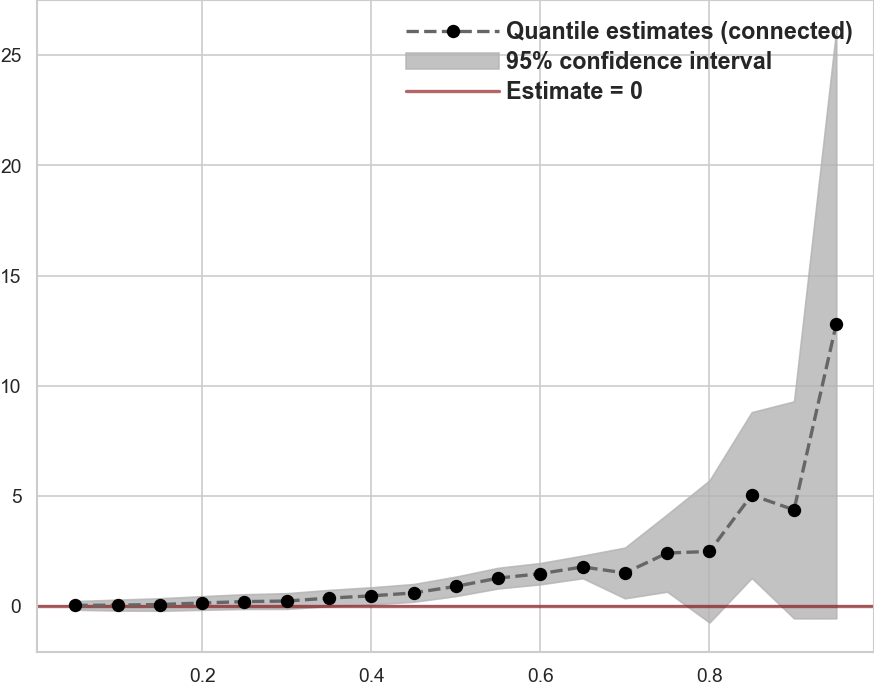 Quantile estimates (connected)
95% confidence interval
Estimate = 0
25
20
15
10
5
0
0.2 0.4 0.6 0.8